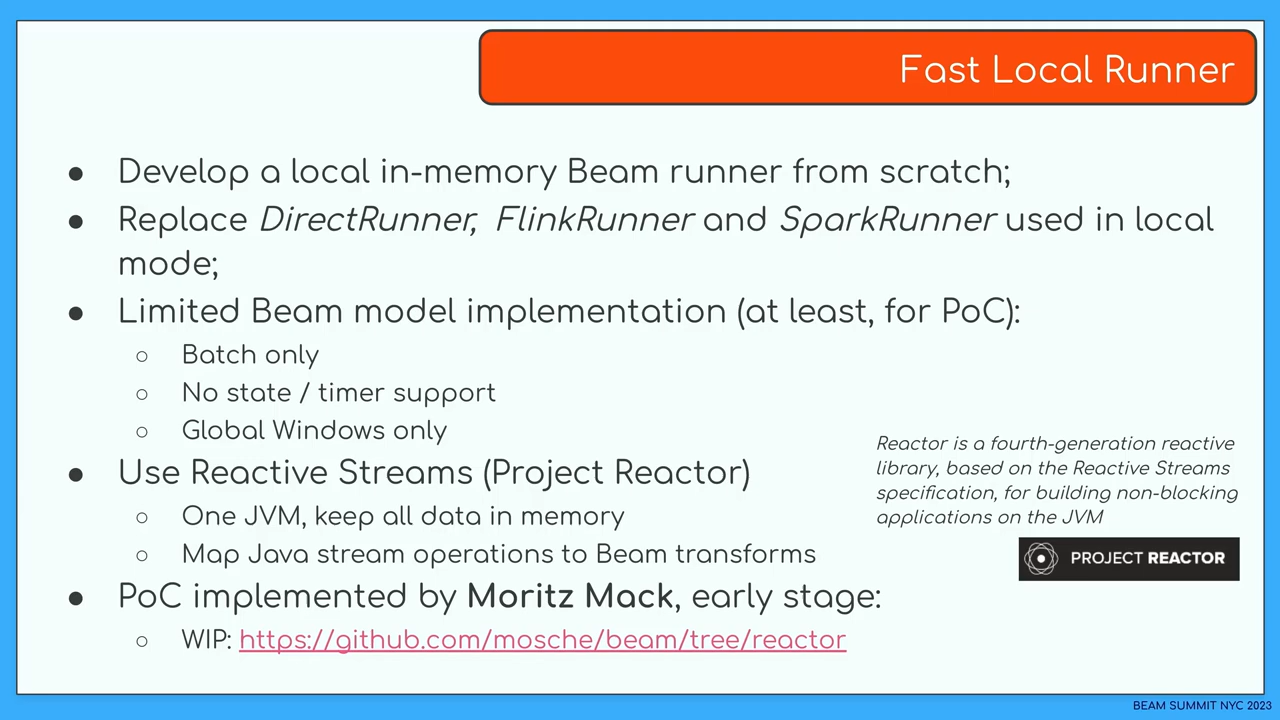 Fast Local Runner
● Develop a local in-memory Beam runner from scratch;
● Replace DirectRunner, FlinkRunner and SparkRunner used in local
mode;
● Limited Beam model implementation (at least, for PoC):
○ Batch only
○ No state / timer support
○ Global Windows only
● Use Reactive Streams (Project Reactor)
○ One JVM, keep all data in memory
○ Map Java stream operations to Beam transforms
● PoC implemented by Moritz Mack, early stage:
○ WIP: https://github.com/mosche/beam/tree/reactor
Reactor is a fourth-generation reactive
library, based on the Reactive Streams
specification, for building non-blocking
applications on the JVM
PROJECT REACTOR
BEAM SUMMIT NYC 2023